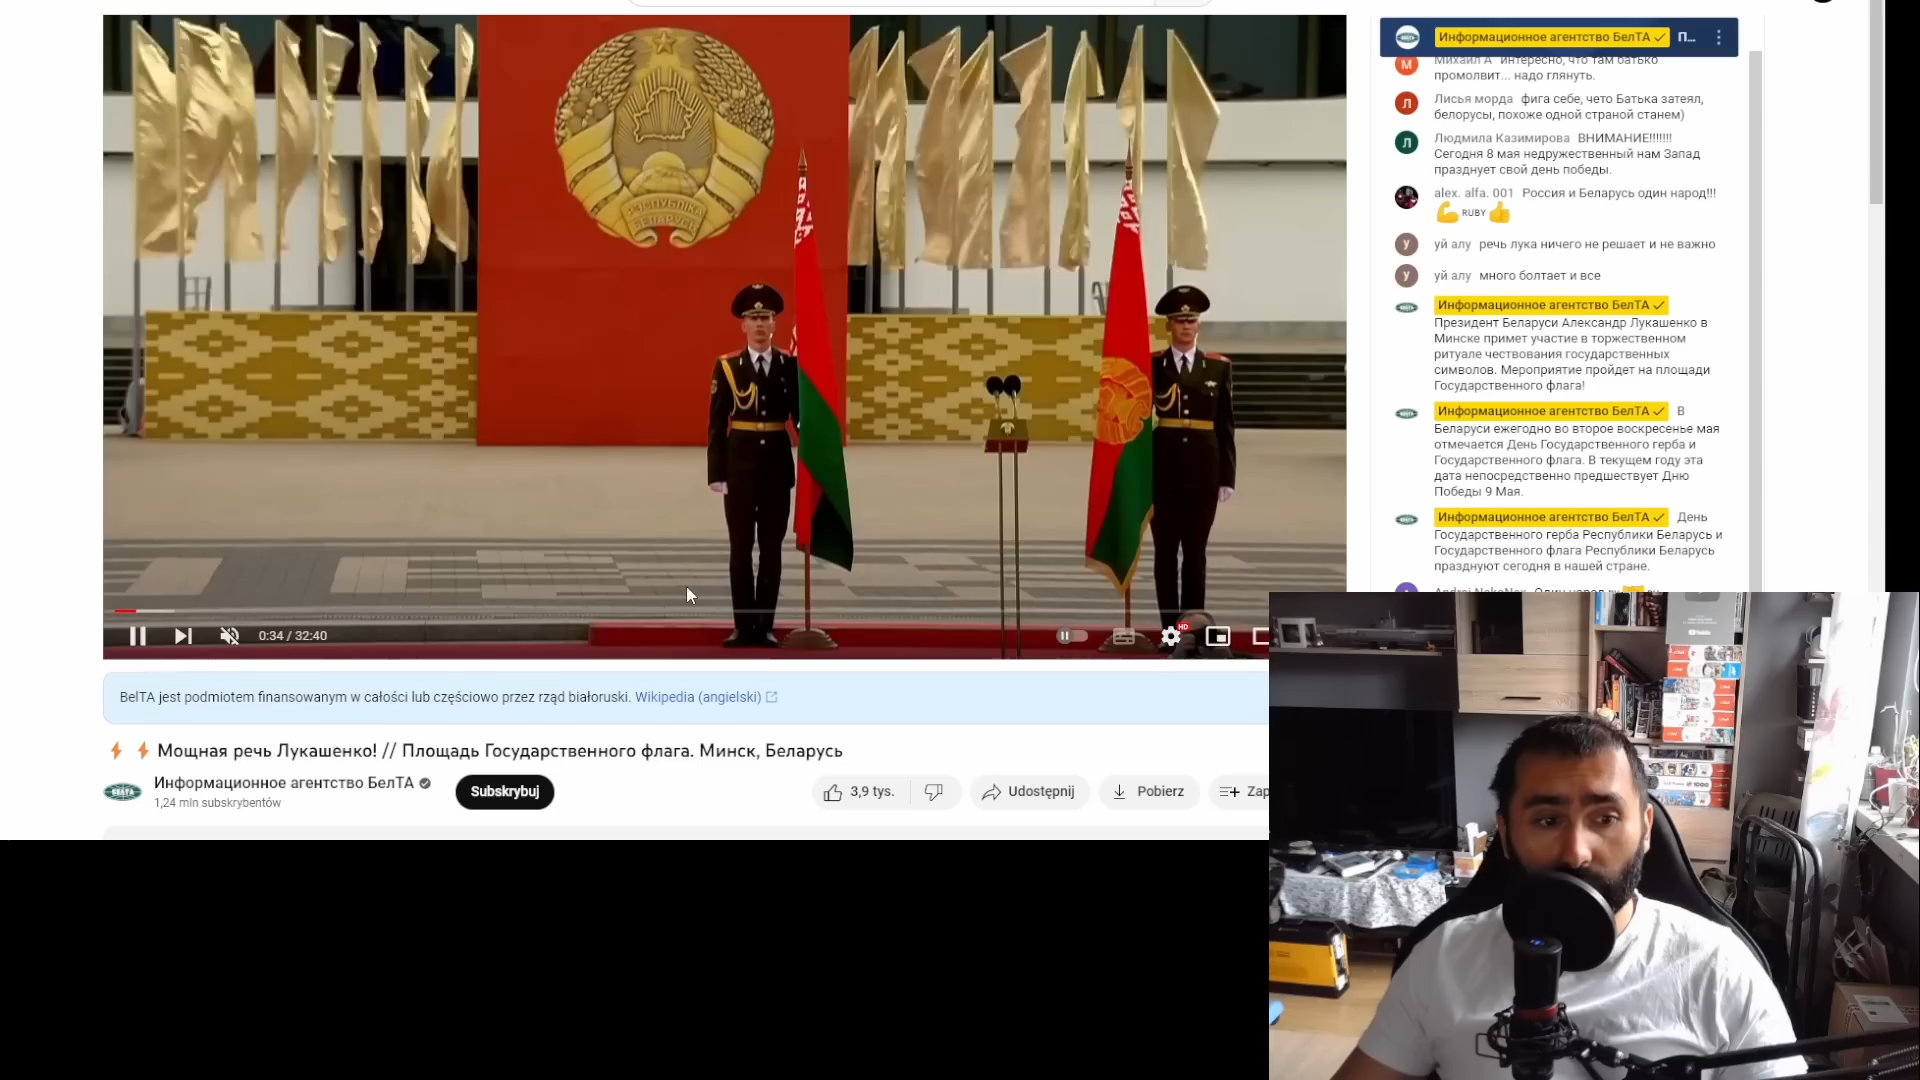 РЭСПУБЛІКА
БЕЛАРУСЬ
0:34 / 32:40
HD
BelTA jest podmiotem finansowanym w całości lub częściowo przez rząd białoruski. Wikipedia (angielski)
Мощная речь Лукашенко! // Площадь Государственного флага. Минск, Беларусь
Информационное агентство БелТА
1,24 mln subskrybentów
Subskrybuj
3,9 tys.
Udostępnij
Pobierz
Zap
Информационное агентство БелТА ✓ П...
М
Михаил А интересно, что там батько
промолвит... надо глянуть.
Л
Лисья морда фига себе, чето Батька затеял,
белорусы, похоже одной страной станем)
Л
Людмила Казимирова ВНИМАНИЕ!!!!!!!
Сегодня 8 мая недружественный нам Запад
празднует свой день победы.
alex. alfa. 001 Россия и Беларусь один народ!!!
💪 RUBY 👍
У
уй алу речь лука ничего не решает и не важно
У
уй алу много болтает и все
Информационное агентство БелТА ✓
Президент Беларуси Александр Лукашенко в
Минске примет участие в торжественном
ритуале чествования государственных
символов. Мероприятие пройдет на площади
Государственного флага!
Информационное агентство БелТА ✓ В
Беларуси ежегодно во второе воскресенье мая
отмечается День Государственного герба и
Государственного флага. В текущем году эта
дата непосредственно предшествует Дню
Победы 9 Мая.
Информационное агентство БелТА ✓ День
Государственного герба Республики Беларусь и
Государственного флага Республики Беларусь
празднуют сегодня в нашей стране.